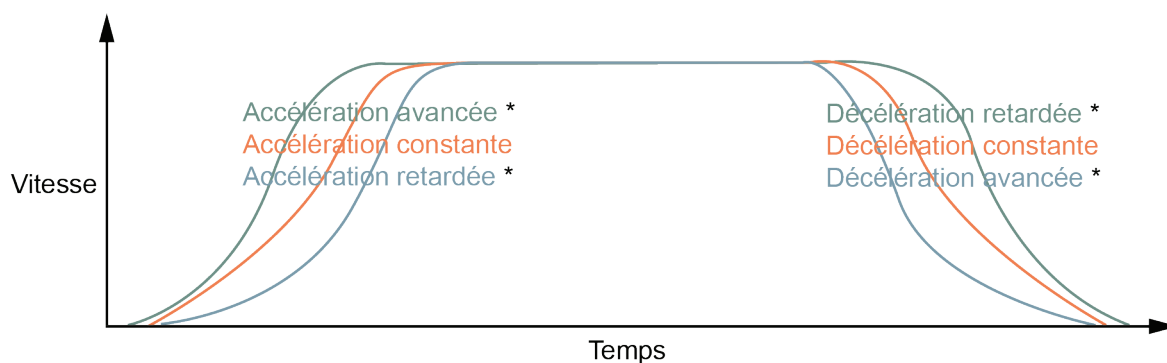 Accélération avancée *
Accélération constante
Accélération retardée *
Décélération retardée *
Décélération constante
Décélération avancée *
Vitesse
Temps